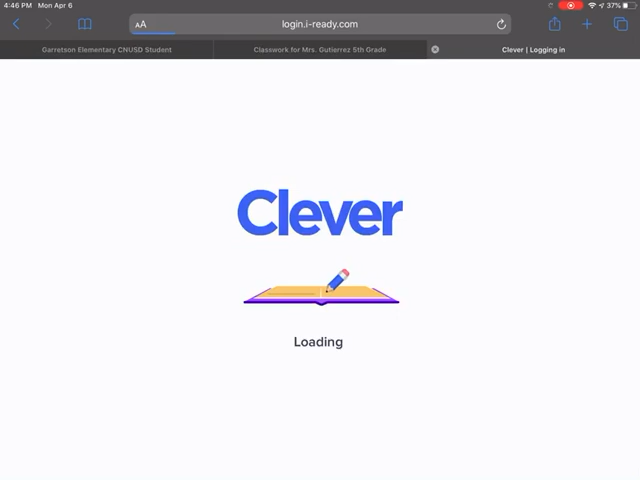 4:46 PM Mon Apr 6
37%
AA
login.i-ready.com
Garretson Elementary CNUSD Student
Classwork for Mrs. Gutierrez 5th Grade
Clever | Logging in
Clever
Loading